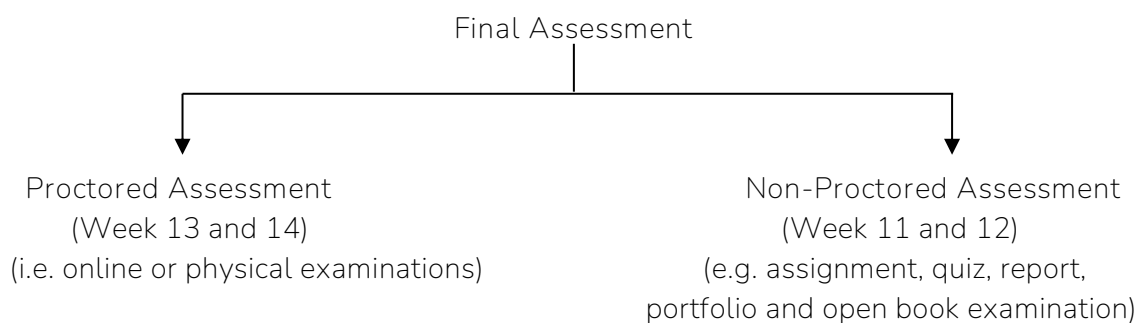 Final Assessment
Proctored Assessment
(Week 13 and 14)
(i.e. online or physical examinations)
Non-Proctored Assessment
(Week 11 and 12)
(e.g. assignment, quiz, report,
portfolio and open book examination)